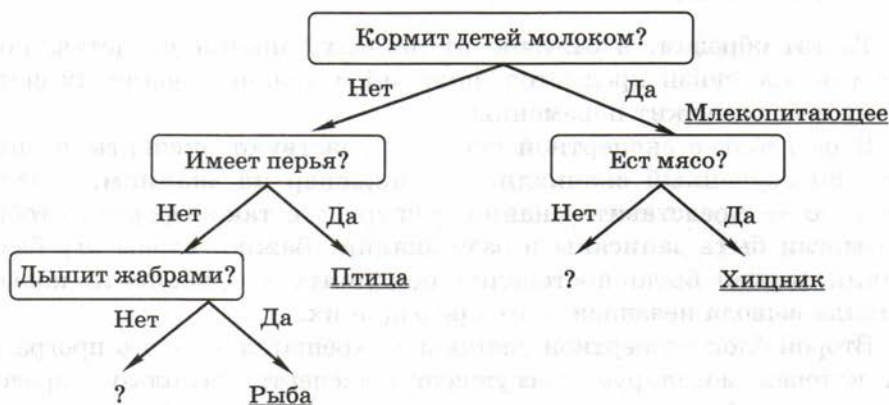 Кормит детей молоком?
Нет
Да
Млекопитающее
Имеет перья?
Ест мясо?
Нет
Да
Нет
Да
Дышит жабрами?
Птица
?
Хищник
Нет
Да
?
Рыба